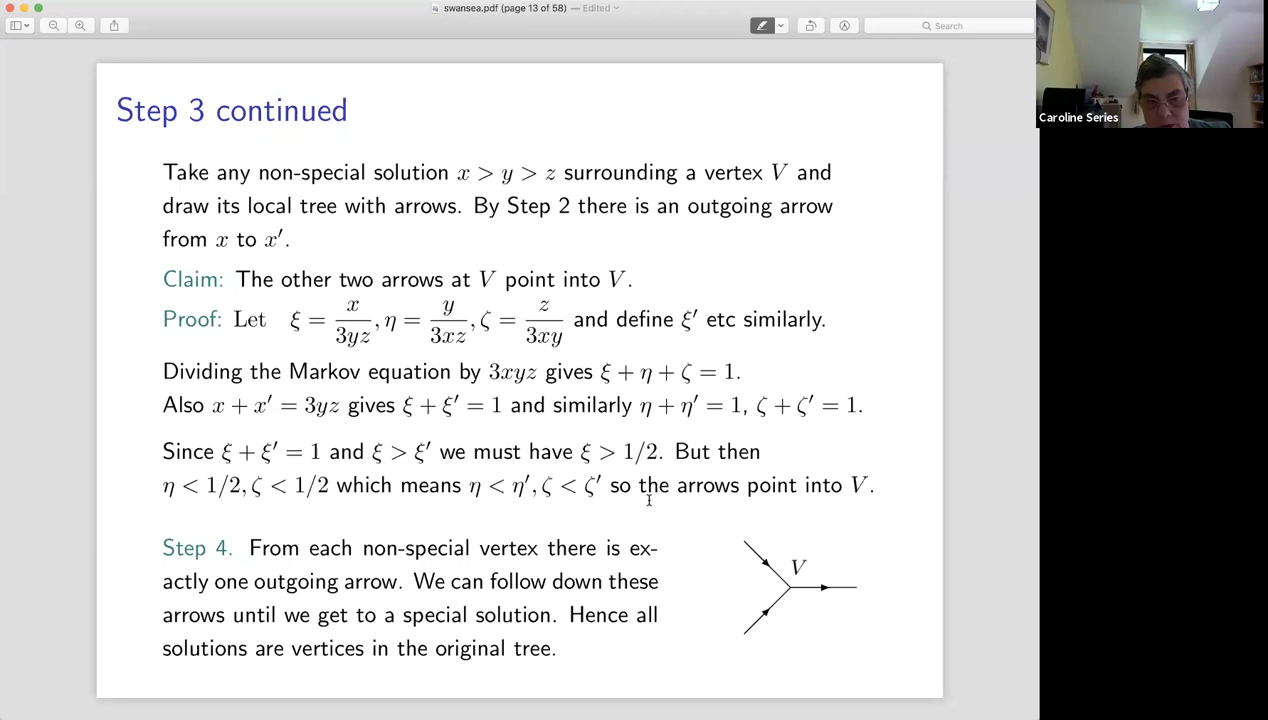 swansea.pdf (page 13 of 58) — Edited
Search
Caroline Series
Step 3 continued
Take any non-special solution x > y > z surrounding a vertex V and
draw its local tree with arrows. By Step 2 there is an outgoing arrow
from x to x′.
Claim: The other two arrows at V point into V.
Proof: Let ξ = x/3yz, η = y/3xz, ζ = z/3xy and define ξ′ etc similarly.
Dividing the Markov equation by 3xyz gives ξ + η + ζ = 1.
Also x + x′ = 3yz gives ξ + ξ′ = 1 and similarly η + η′ = 1, ζ + ζ′ = 1.
Since ξ + ξ′ = 1 and ξ > ξ′ we must have ξ > 1/2. But then
η < 1/2, ζ < 1/2 which means η < η′, ζ < ζ′ so the arrows point into V.
Step 4. From each non-special vertex there is ex-
actly one outgoing arrow. We can follow down these
arrows until we get to a special solution. Hence all
solutions are vertices in the original tree.
V